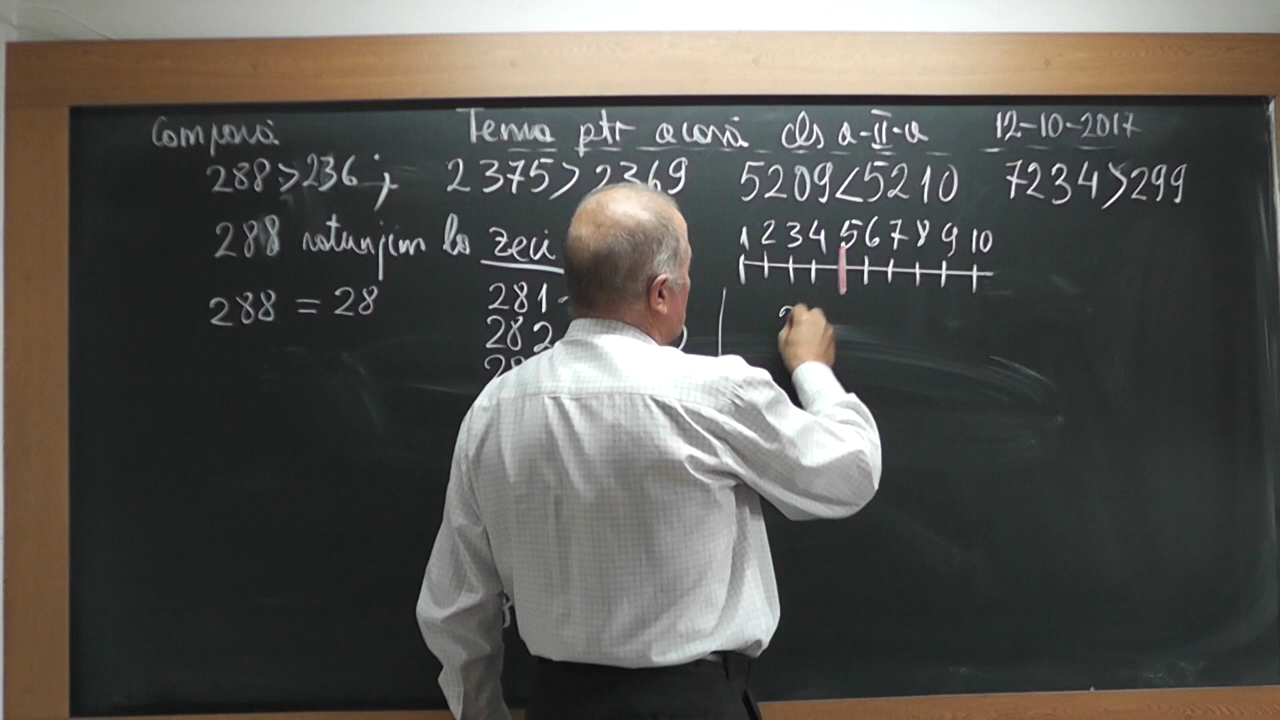 Compară Tema ptr acasă cls a-II-a 12-10-2017
288>236; 2375>2369 5209<5210 7234>299
288 rotunjim la zeci 1 2 3 4 5 6 7 8 9 10
288 = 28 281
282